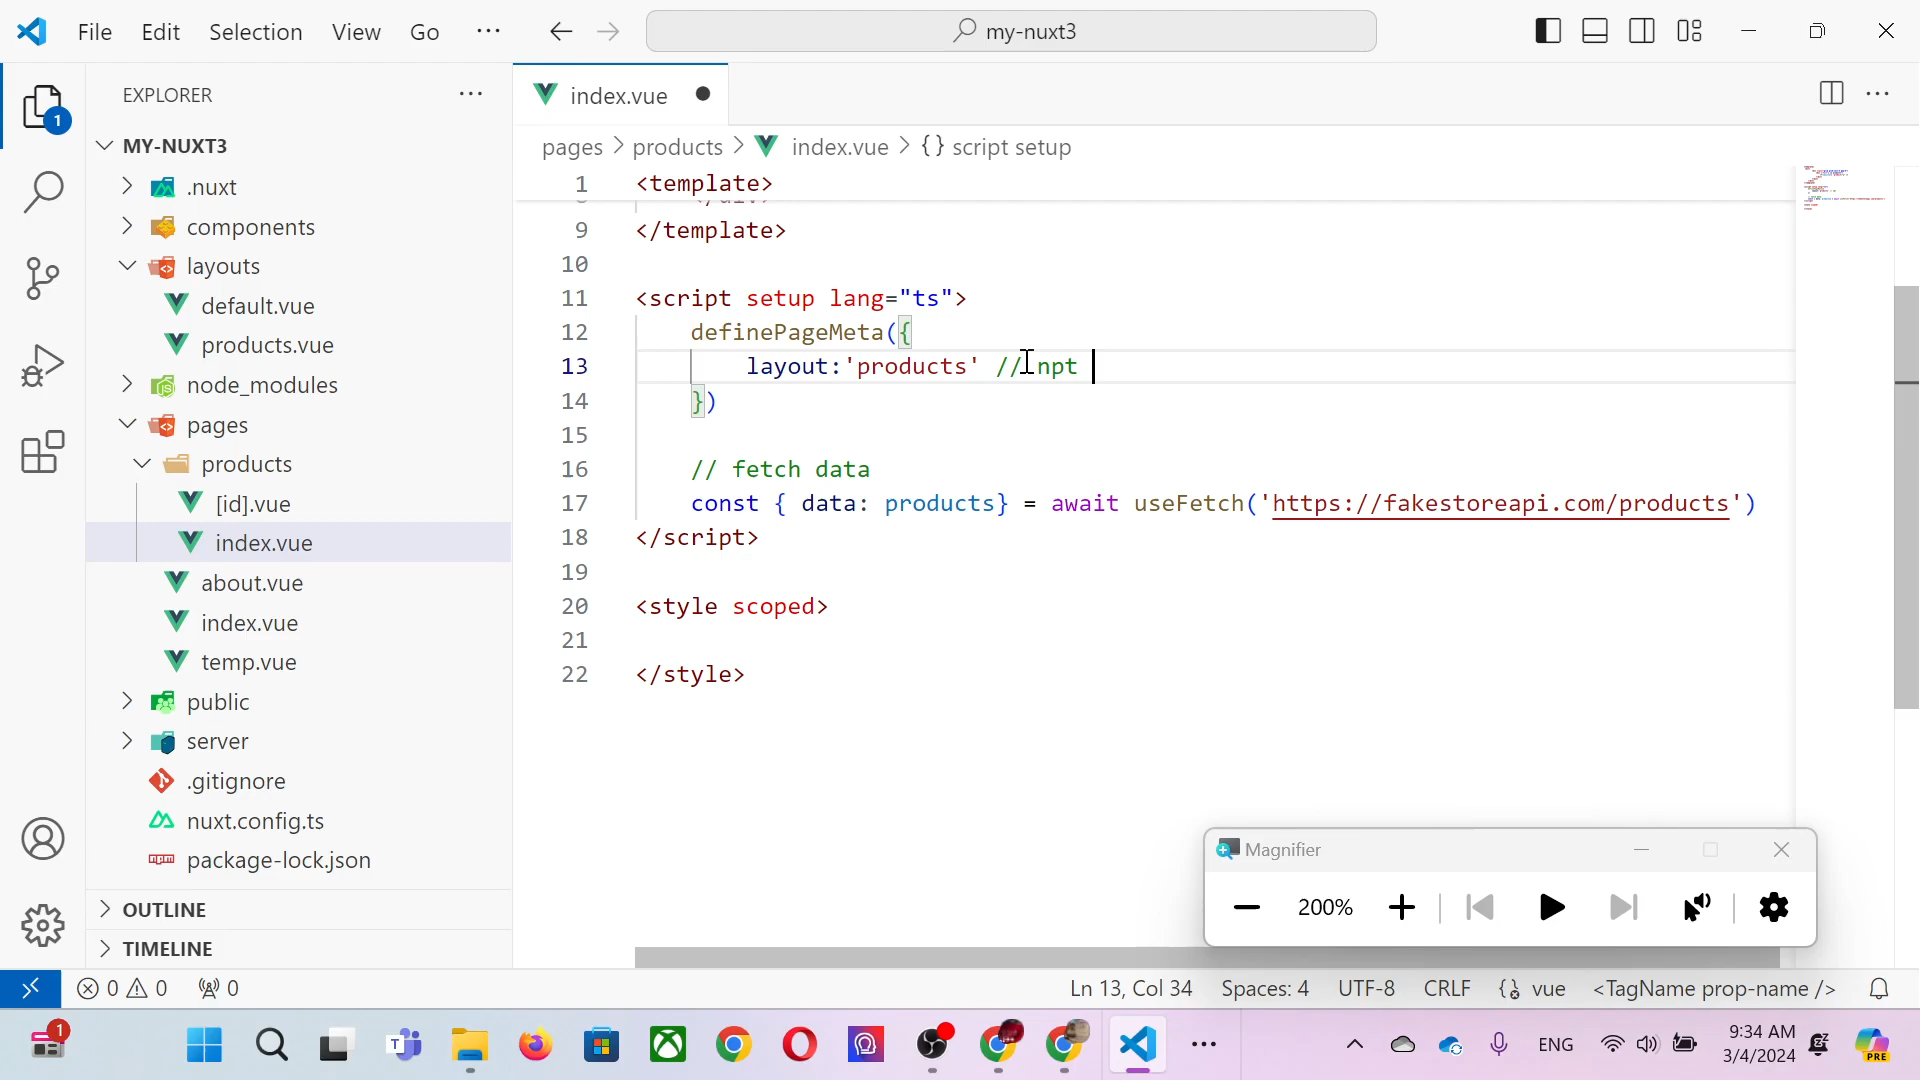 File Edit Selection View Go ··· my-nuxt3
EXPLORER ···
index.vue
1
pages > products > index.vue > {} script setup
MY-NUXT3
.nuxt
components
layouts
default.vue
products.vue
node_modules
pages
products
[id].vue
index.vue
about.vue
index.vue
temp.vue
public
server
.gitignore
nuxt.config.ts
package-lock.json
OUTLINE
TIMELINE
1 <template>
9 </template>
10
11 <script setup lang="ts">
12 definePageMeta({
13 layout:'products' // npt
14 })
15
16 // fetch data
17 const { data: products} = await useFetch('https://fakestoreapi.com/products')
18 </script>
19
20 <style scoped>
21
22 </style>
Magnifier
200%
0 0 0 Ln 13, Col 34 Spaces: 4 UTF-8 CRLF {} vue <TagName prop-name />
1 ENG 9:34 AM
3/4/2024
PRE